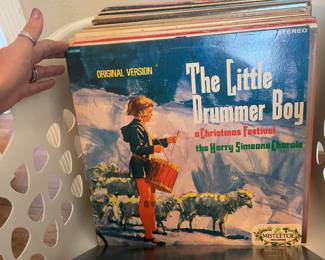 STEREO
ORIGINAL VERSION
The Little
Drummer Boy
a Christmas Festival
the Harry Simeone Chorale
MISTLETOE